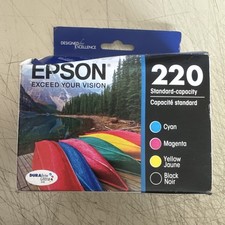 DESIGNED FOR
EXCELLENCE
EPSON
EXCEED YOUR VISION
220
Standard-capacity
Capacité standard
Cyan
Magenta
Yellow
Jaune
Black
Noir
DURABrite
Ultra